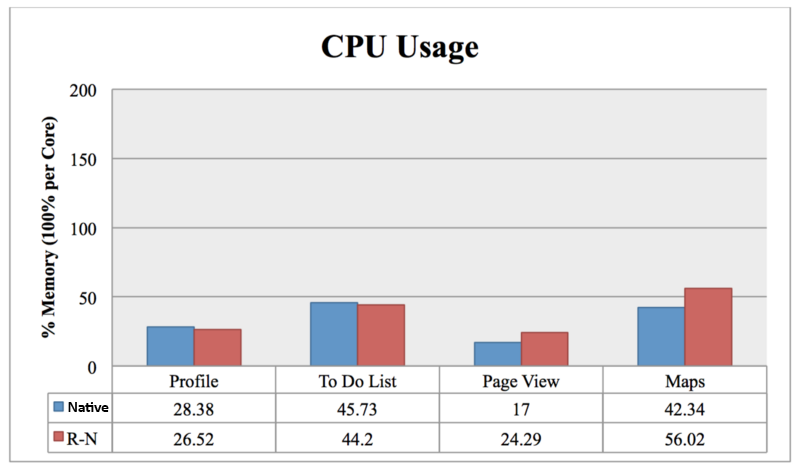 CPU Usage
% Memory (100% per Core)
200
150
100
50
0
Profile To Do List Page View Maps
Native 28.38 45.73 17 42.34
R-N 26.52 44.2 24.29 56.02